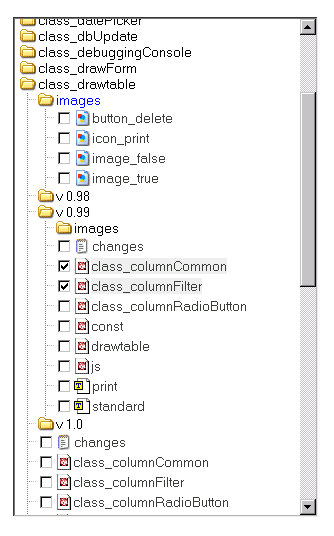 class_datePicker
class_dbUpdate
class_debuggingConsole
class_drawForm
class_drawtable
images
button_delete
icon_print
image_false
image_true
v 0.98
v 0.99
images
changes
class_columnCommon
class_columnFilter
class_columnRadioButton
const
drawtable
js
print
standard
v 1.0
changes
class_columnCommon
class_columnFilter
class_columnRadioButton